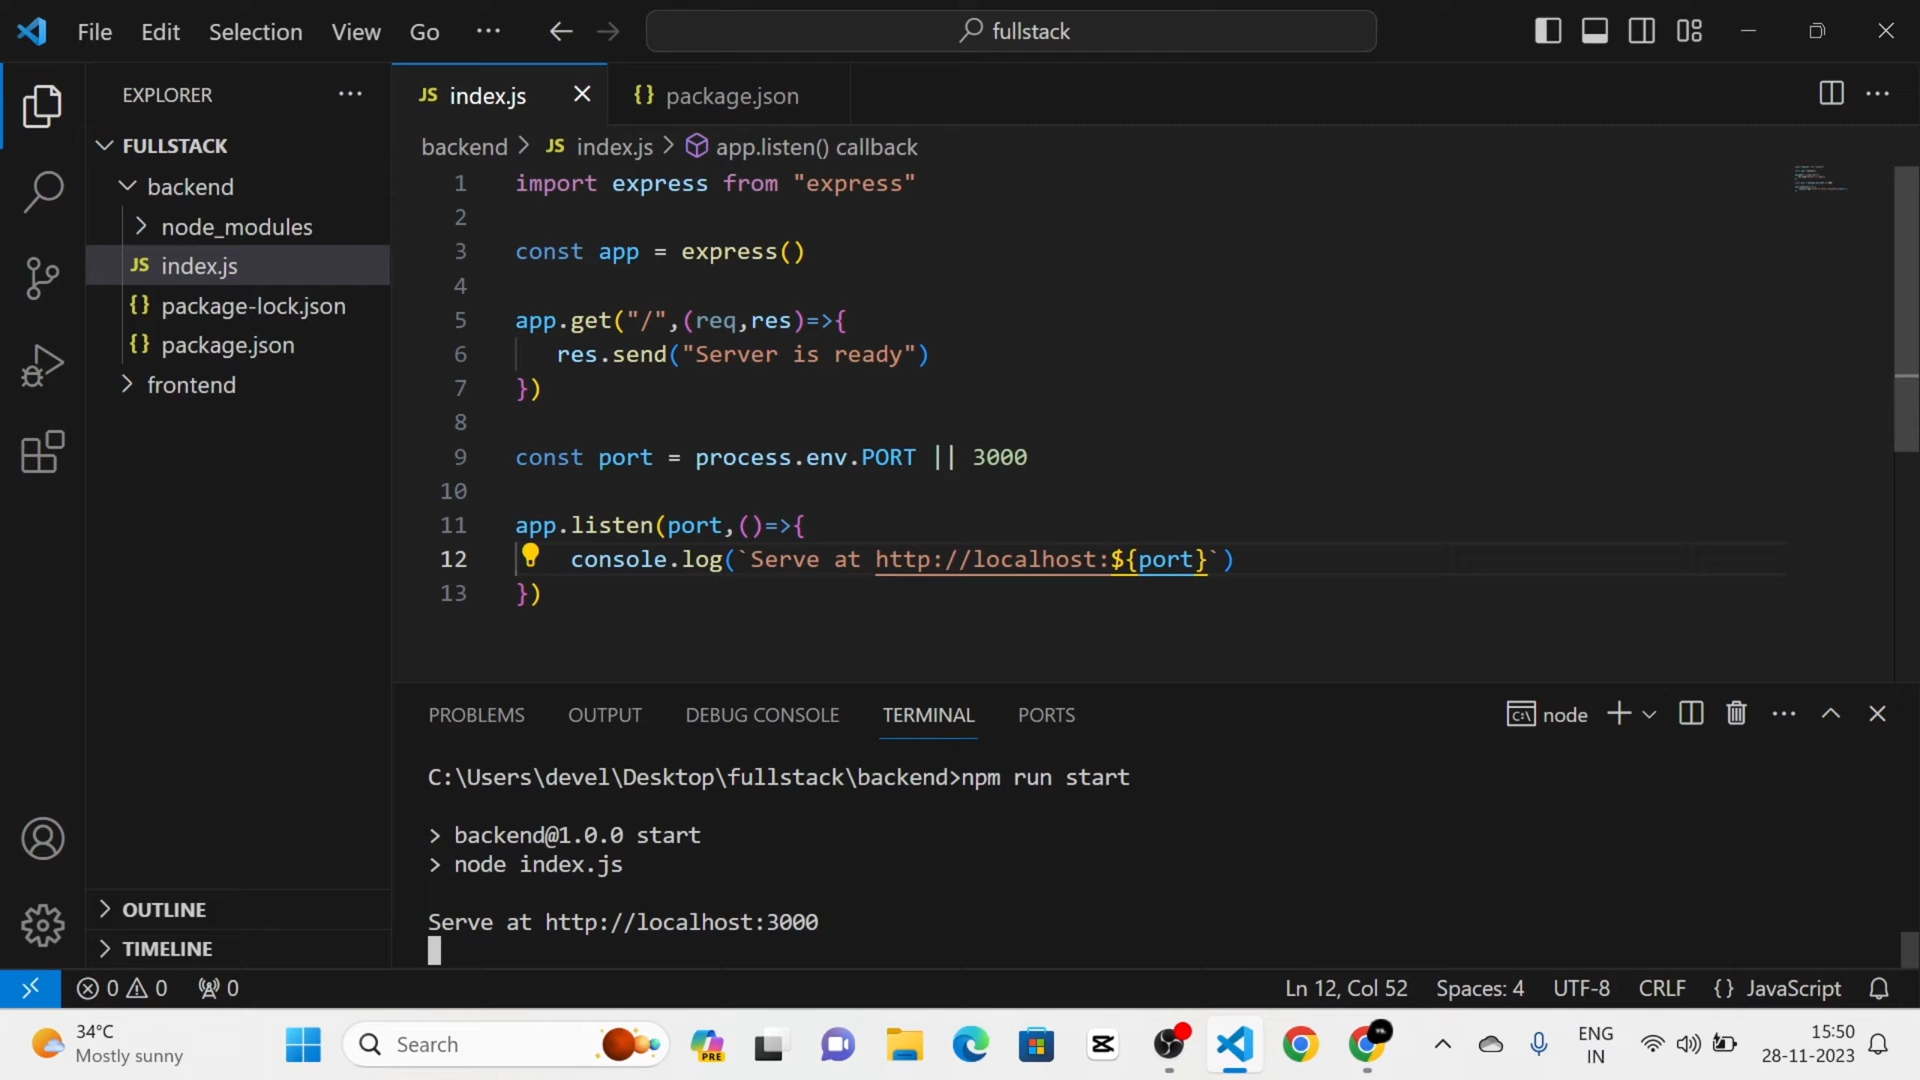 File Edit Selection View Go ··· fullstack
EXPLORER ···
FULLSTACK
backend
node_modules
JS index.js
{} package-lock.json
{} package.json
frontend
OUTLINE
TIMELINE
JS index.js {} package.json
backend > JS index.js > app.listen() callback
1 import express from "express"
2
3 const app = express()
4
5 app.get("/",(req,res)=>{
6 res.send("Server is ready")
7 })
8
9 const port = process.env.PORT || 3000
10
11 app.listen(port,()=>{
12 console.log(`Serve at http://localhost:${port}`)
13 })
PROBLEMS OUTPUT DEBUG CONSOLE TERMINAL PORTS node
C:\Users\devel\Desktop\fullstack\backend>npm run start
> backend@1.0.0 start
> node index.js
Serve at http://localhost:3000
0 0 0 Ln 12, Col 52 Spaces: 4 UTF-8 CRLF {} JavaScript
34°C
Mostly sunny
Search
PRE
ENG
IN
15:50
28-11-2023